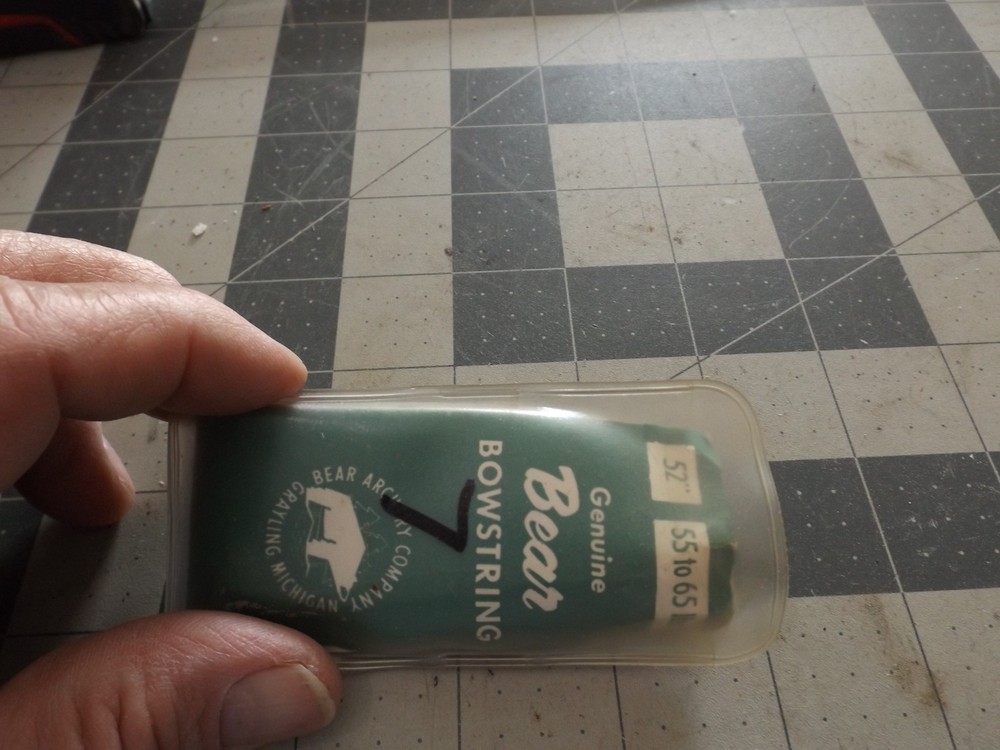 52"
55 to 65 l
Genuine
Bear
BOWSTRING
7
BEAR ARCHERY COMPANY
GRAYLING MICHIGAN